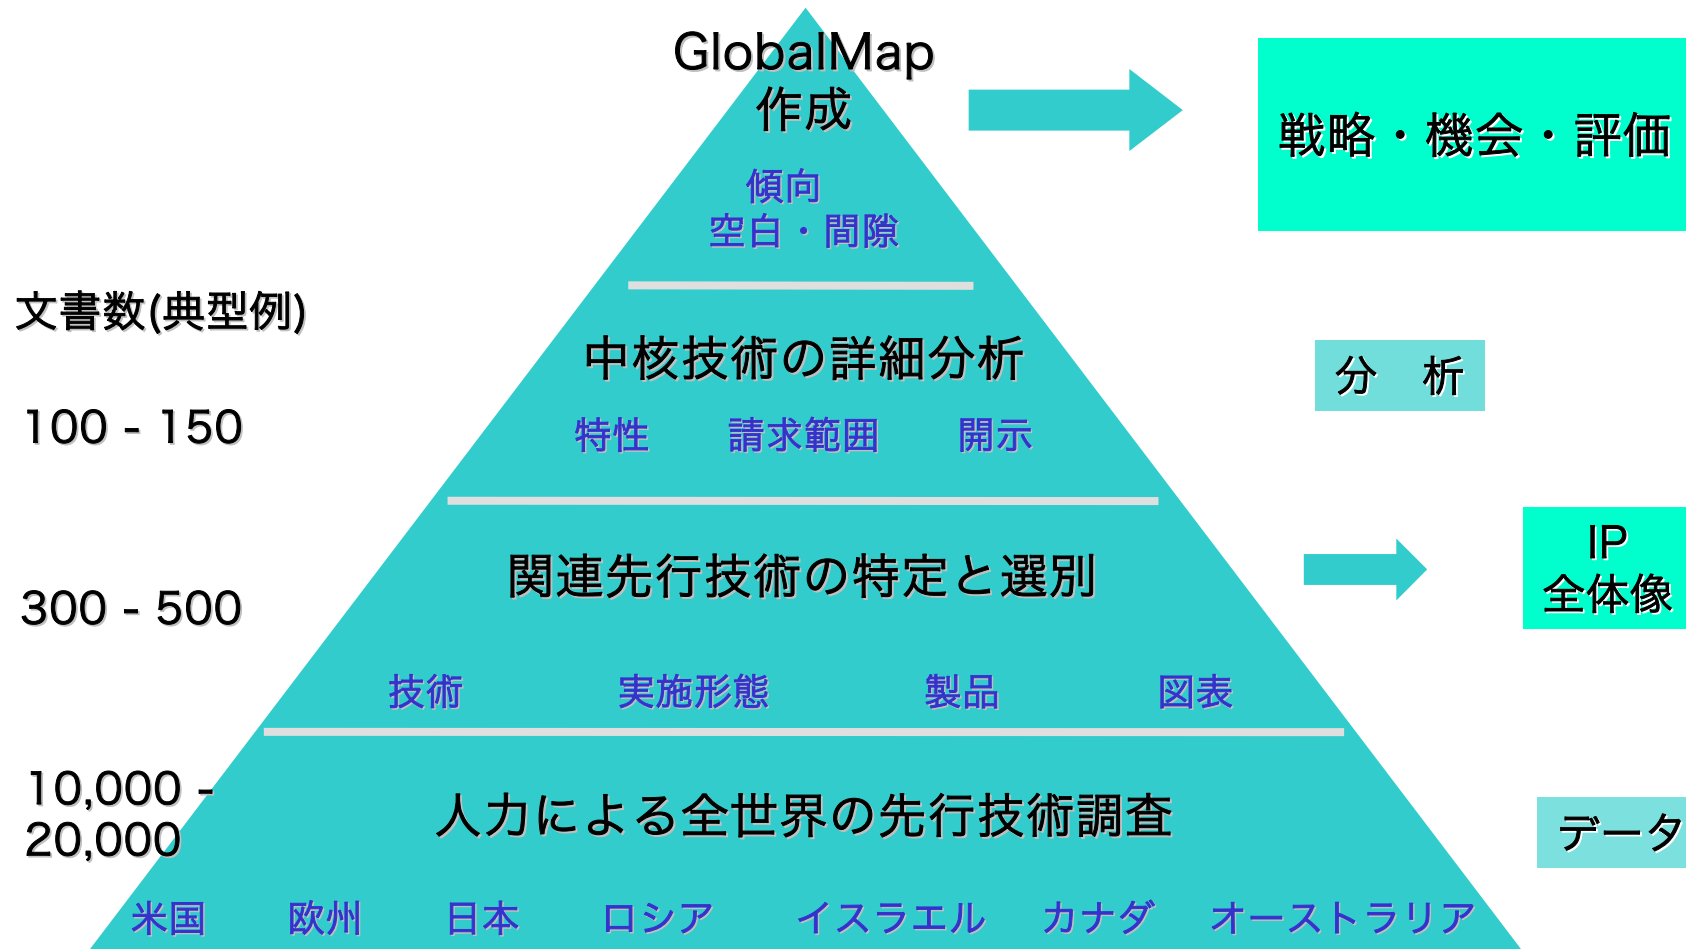 GlobalMap
作成
戦略・機会・評価
傾向
空白・間隙
文書数(典型例)
中核技術の詳細分析
分　析
100 - 150
特性　請求範囲　開示
IP
全体像
関連先行技術の特定と選別
300 - 500
技術　実施形態　製品　図表
10,000 -
20,000
人力による全世界の先行技術調査
データ
米国　欧州　日本　ロシア　イスラエル　カナダ　オーストラリア